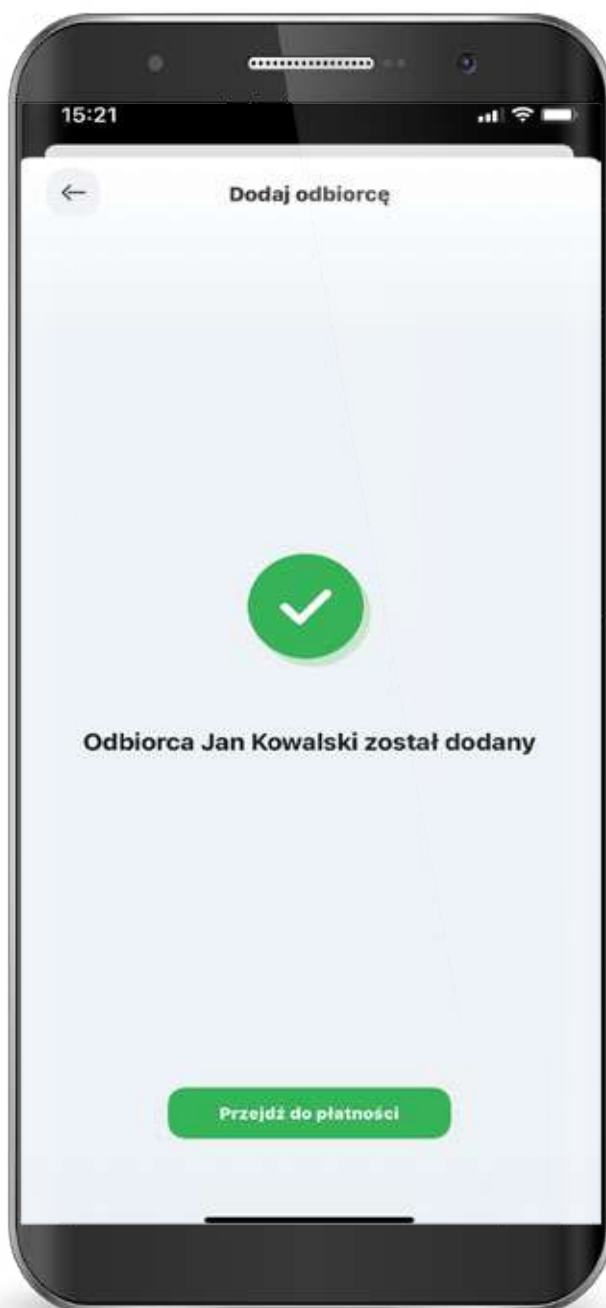 15:21
Dodaj odbiorcę
Odbiorca Jan Kowalski został dodany
Przejdź do płatności